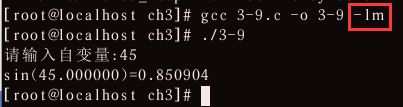 [root@localhost ch3]# gcc 3-9.c -o 3-9 -lm
[root@localhost ch3]# ./3-9
请输入自变量:45
sin(45.000000)=0.850904
[root@localhost ch3]#